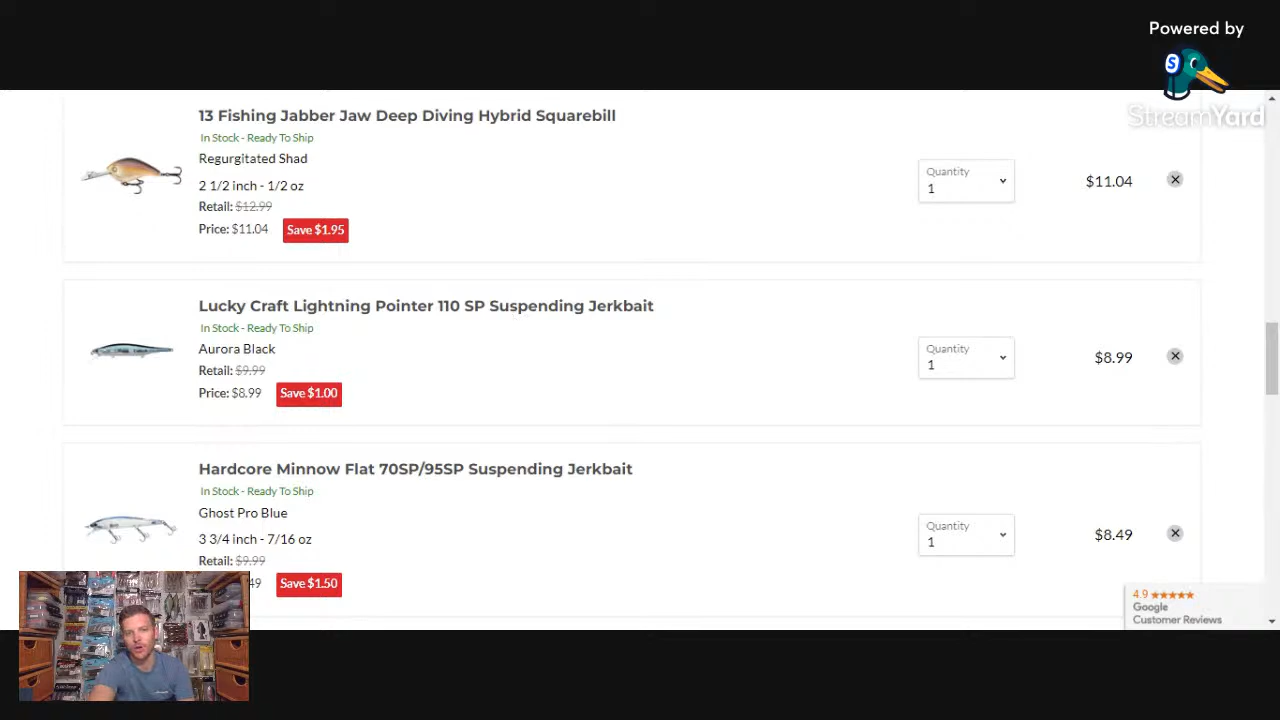 Powered by
S
StreamYard
13 Fishing Jabber Jaw Deep Diving Hybrid Squarebill
In Stock - Ready To Ship
Regurgitated Shad
2 1/2 inch - 1/2 oz
Retail: $12.99
Price: $11.04 Save $1.95
Quantity
1
$11.04
Lucky Craft Lightning Pointer 110 SP Suspending Jerkbait
In Stock - Ready To Ship
Aurora Black
Retail: $9.99
Price: $8.99 Save $1.00
Quantity
1
$8.99
Hardcore Minnow Flat 70SP/95SP Suspending Jerkbait
In Stock - Ready To Ship
Ghost Pro Blue
3 3/4 inch - 7/16 oz
Retail: $9.99
49 Save $1.50
Quantity
1
$8.49
4.9 ★★★★★
Google
Customer Reviews